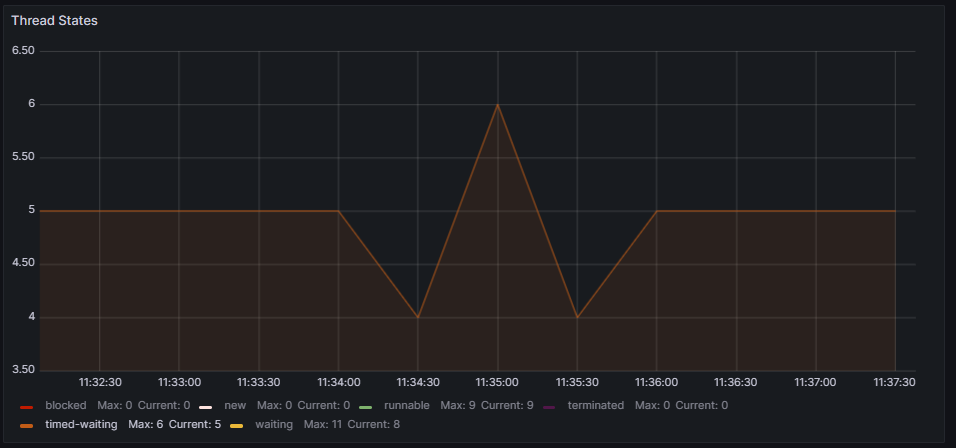 Thread States
6.50
6
5.50
5
4.50
4
3.50
11:32:30 11:33:00 11:33:30 11:34:00 11:34:30 11:35:00 11:35:30 11:36:00 11:36:30 11:37:00 11:37:30
blocked Max: 0 Current: 0 new Max: 0 Current: 0 runnable Max: 9 Current: 9 terminated Max: 0 Current: 0
timed-waiting Max: 6 Current: 5 waiting Max: 11 Current: 8